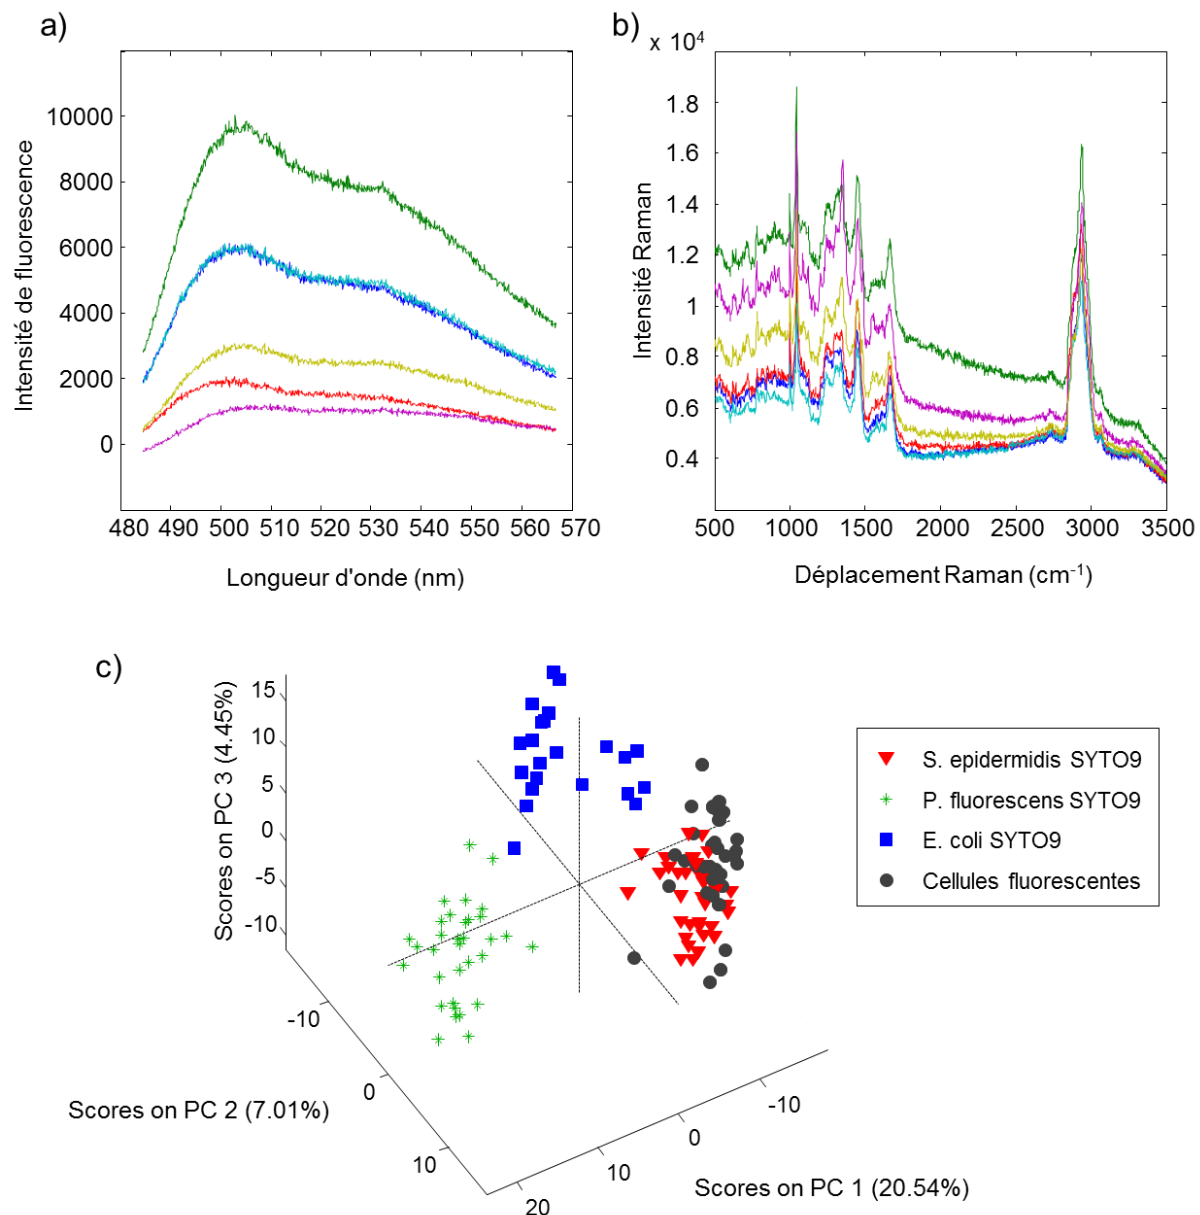 a)
Intensité de fluorescence
10000
8000
6000
4000
2000
0
480 490 500 510 520 530 540 550 560 570
Longueur d'onde (nm)
b)
x 10⁴
Intensité Raman
1.8
1.6
1.4
1.2
1
0.8
0.6
0.4
500 1000 1500 2000 2500 3000 3500
Déplacement Raman (cm⁻¹)
c)
Scores on PC 3 (4.45%)
15
10
5
0
-5
-10
-10
0
10
Scores on PC 2 (7.01%)
20
10
0
-10
Scores on PC 1 (20.54%)
S. epidermidis SYTO9
P. fluorescens SYTO9
E. coli SYTO9
Cellules fluorescentes